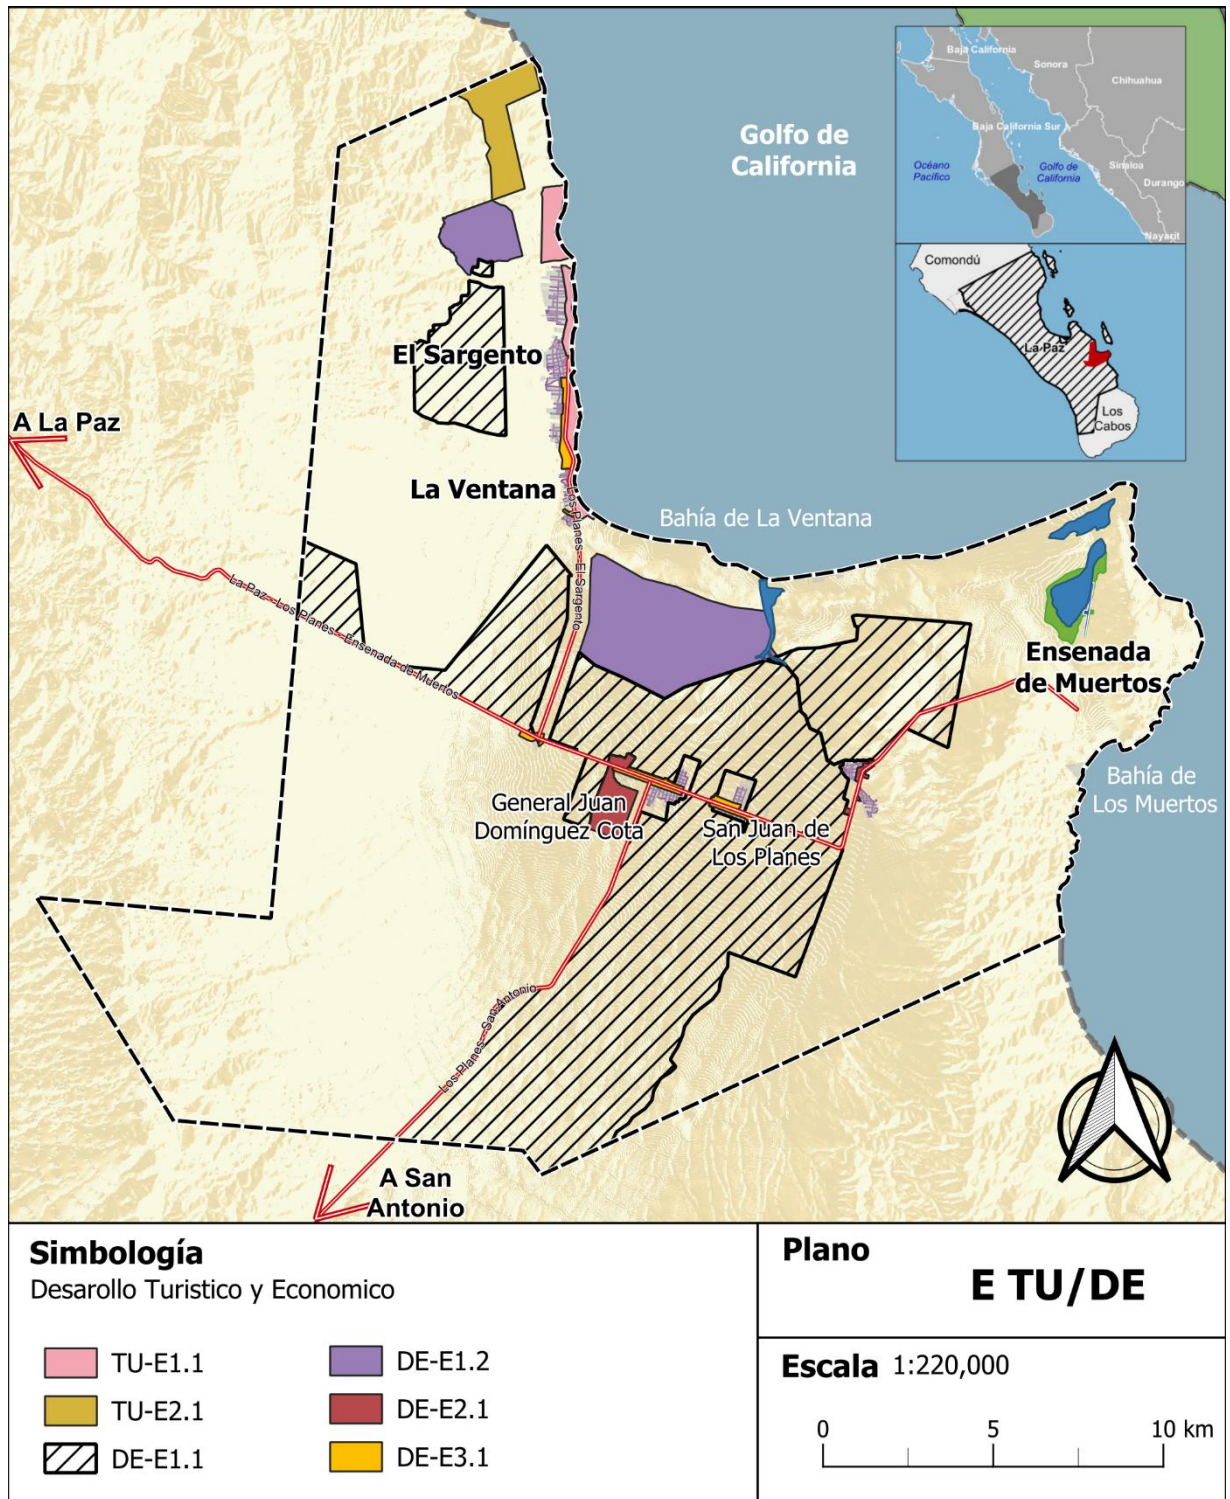 Golfo de
California
Baja California
Sonora
Chihuahua
Baja California Sur
Océano
Pacífico
Golfo de
California
Sinaloa
Durango
Nayarit
Comondú
La Paz
Los
Cabos
El Sargento
A La Paz
La Ventana
Bahía de La Ventana
Los Planes - El Sargento
La Paz - Los Planes - Ensenada de Muertos
Ensenada
de Muertos
Bahía de
Los Muertos
General Juan
Domínguez Cota
San Juan de
Los Planes
Los Planes - San Antonio
A San
Antonio
Simbología
Desarollo Turistico y Economico
TU-E1.1
TU-E2.1
DE-E1.1
DE-E1.2
DE-E2.1
DE-E3.1
Plano
E TU/DE
Escala 1:220,000
0 5 10 km